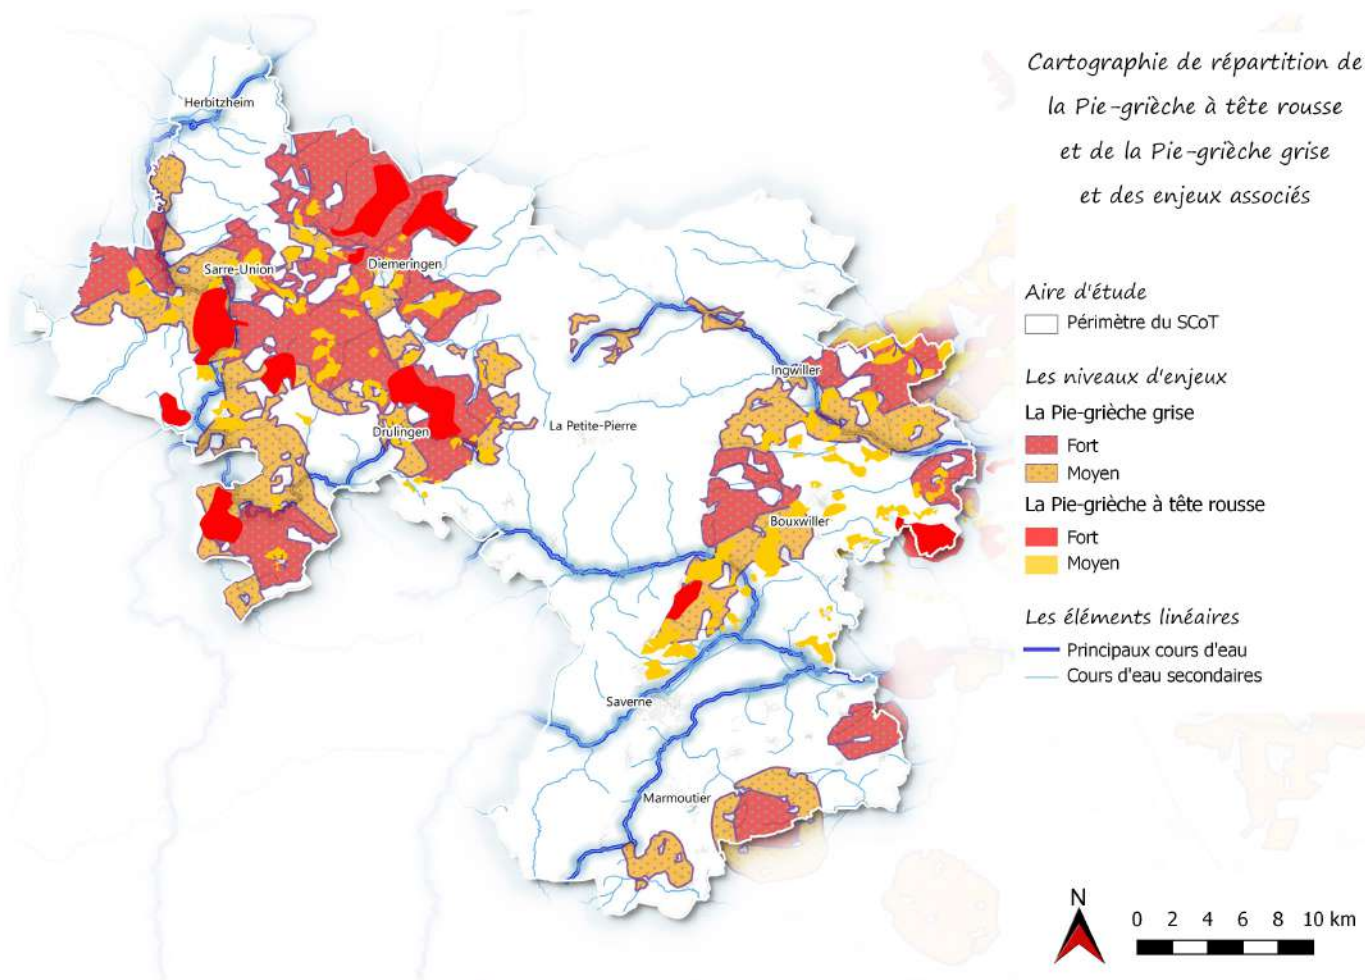 Cartographie de répartition de
la Pie-grièche à tête rousse
et de la Pie-grièche grise
et des enjeux associés
Aire d'étude
Périmètre du SCoT
Les niveaux d'enjeux
La Pie-grièche grise
Fort
Moyen
La Pie-grièche à tête rousse
Fort
Moyen
Les éléments linéaires
Principaux cours d'eau
Cours d'eau secondaires
Herbitzheim
Sarre-Union
Diemeringen
Ingwiller
Drulingen
La Petite-Pierre
Bouxwiller
Saverne
Marmoutier
N
0 2 4 6 8 10 km